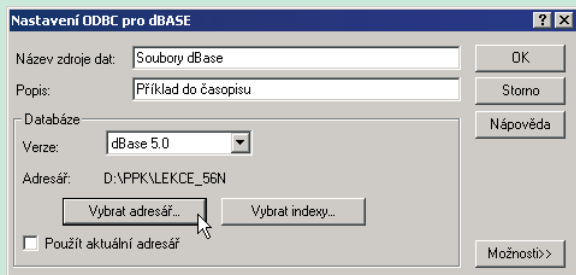 Nastavení ODBC pro dBASE
Název zdroje dat: Soubory dBase
OK
Popis: Příklad do časopisu
Storno
Databáze
Nápověda
Verze: dBase 5.0
Adresář: D:\PPK\LEKCE_56N
Vybrat adresář... Vybrat indexy...
Použít aktuální adresář
Možnosti>>